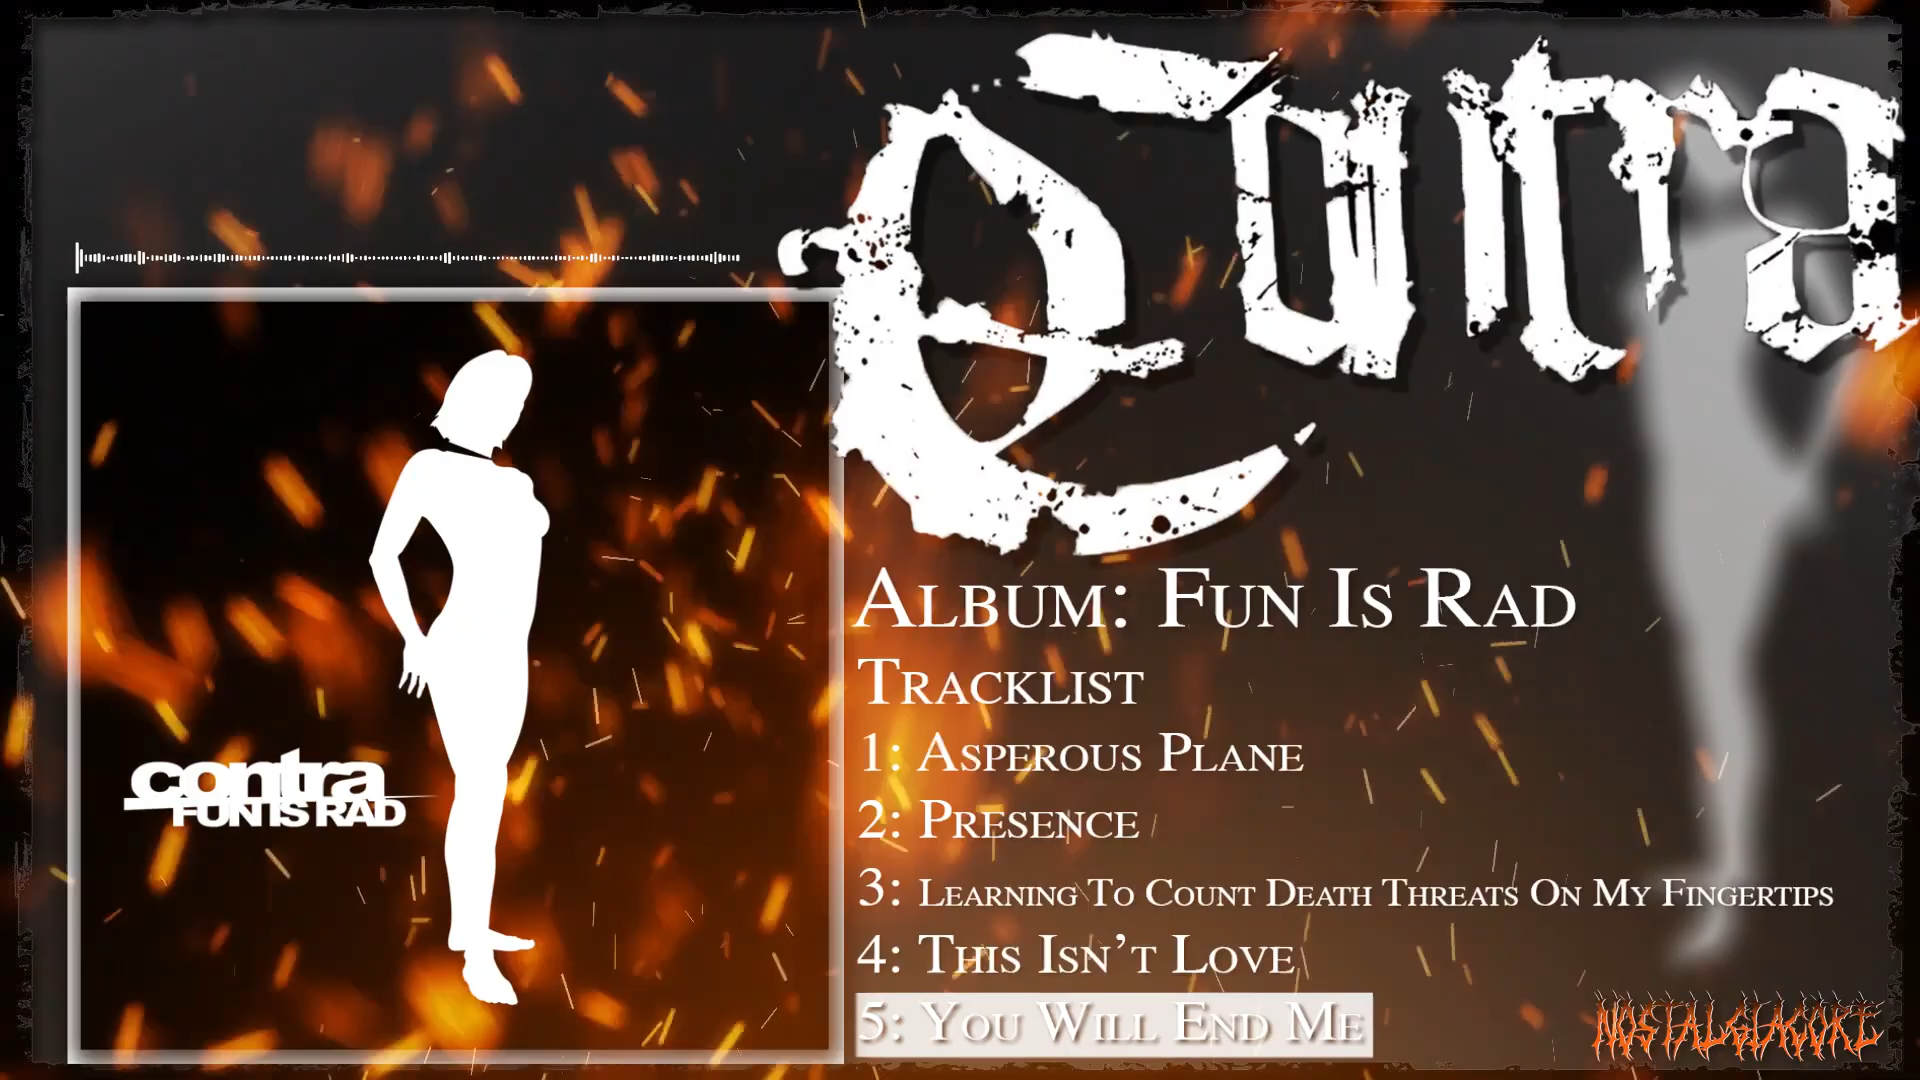 Contra
Album: Fun Is Rad
Tracklist
1: Asperous Plane
2: Presence
3: Learning To Count Death Threats On My Fingertips
4: This Isn't Love
5: You Will End Me
contra
FUN IS RAD
NOSTALGIACORE